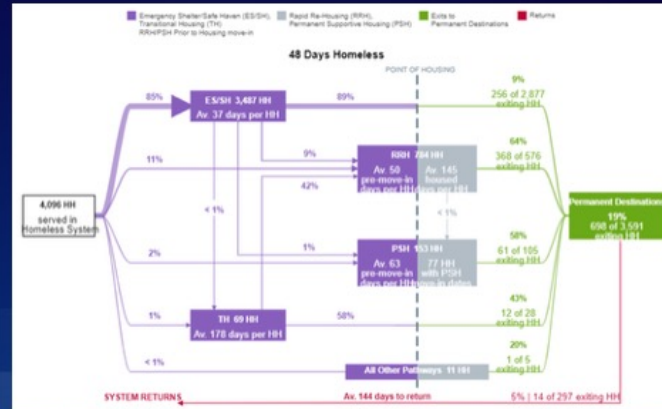 Emergency Shelter/Safe Haven (ES/SH),
Transitional Housing (TH)
RRH/PSH Prior to Housing move-in
Rapid Re-Housing (RRH),
Permanent Supportive Housing (PSH)
Exits to
Permanent Destinations
Returns
48 Days Homeless
POINT OF HOUSING
85%
ES/SH 3,487 HH
Av. 37 days per HH
89%
9%
256 of 2,877
exiting HH
11%
9%
42%
RRH 784 HH
Av. 50
pre-move-in
days per HH
Av. 145
housed
days per HH
64%
368 of 576
exiting HH
4,096 HH
served in
Homeless System
< 1%
< 1%
Permanent Destination
19%
698 of 3,591
exiting HH
2%
1%
PSH 153 HH
Av. 63
pre-move-in
days per HH
77 HH
with PSH
move-in dates
58%
61 of 105
exiting HH
1%
TH 69 HH
Av. 178 days per HH
58%
43%
12 of 28
exiting HH
< 1%
All Other Pathways 11 HH
20%
1 of 5
exiting HH
SYSTEM RETURNS
Av. 144 days to return
5% | 14 of 297 exiting HH